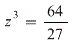 z³ = 64/27